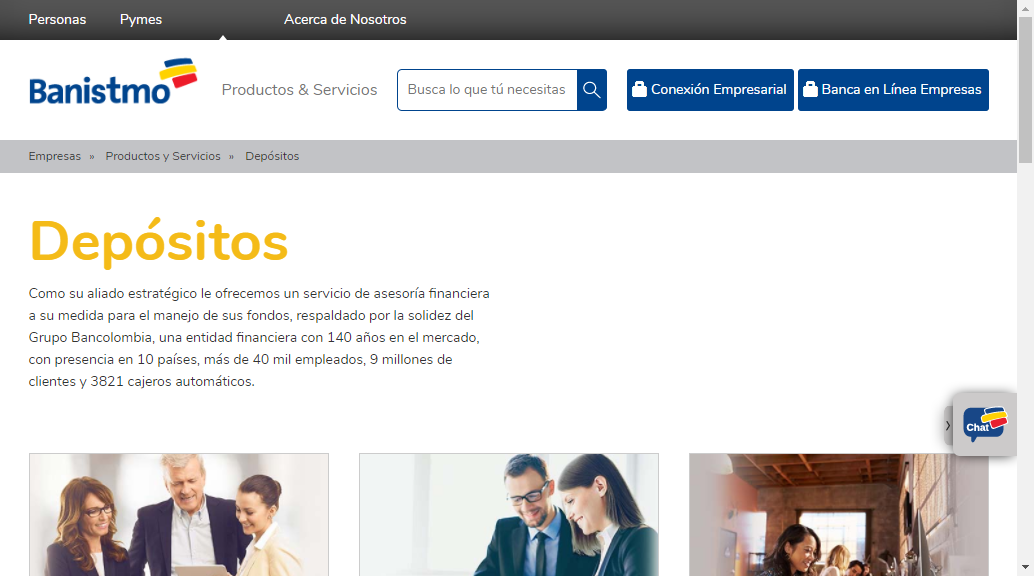 Personas Pymes Acerca de Nosotros
Banistmo
Productos & Servicios
Busca lo que tú necesitas
Conexión Empresarial
Banca en Línea Empresas
Empresas » Productos y Servicios » Depósitos
Depósitos
Como su aliado estratégico le ofrecemos un servicio de asesoría financiera
a su medida para el manejo de sus fondos, respaldado por la solidez del
Grupo Bancolombia, una entidad financiera con 140 años en el mercado,
con presencia en 10 países, más de 40 mil empleados, 9 millones de
clientes y 3821 cajeros automáticos.
Chat